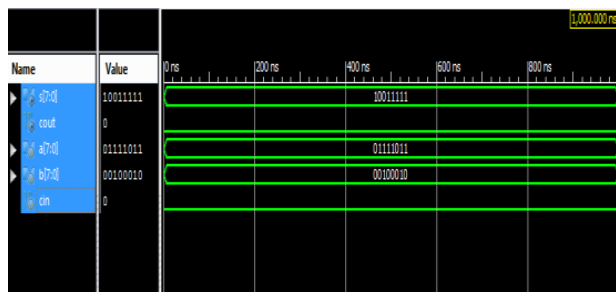 1,000.000 ns
Name Value 0 ns 200 ns 400 ns 600 ns 800 ns
s[7:0] 10011111 10011111
cout 0
a[7:0] 01111011 01111011
b[7:0] 00100010 00100010
cin 0